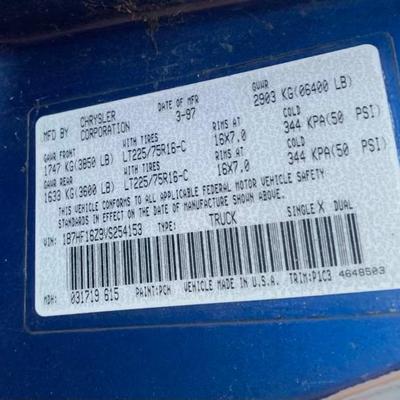 MFD BY CHRYSLER CORPORATION DATE OF MFR 3-97 GVWR 2903 KG(06400 LB)
GAWR FRONT WITH TIRES RIMS AT COLD
1747 KG(3850 LB) LT225/75R16-C 16X7.0 344 KPA(50 PSI)
GAWR REAR WITH TIRES RIMS AT COLD
1633 KG(3600 LB) LT225/75R16-C 16X7.0 344 KPA(50 PSI)
THIS VEHICLE CONFORMS TO ALL APPLICABLE FEDERAL MOTOR VEHICLE SAFETY
STANDARDS IN EFFECT ON THE DATE OF MANUFACTURE SHOWN ABOVE.
VIN: 1B7HF16Z9VS254153 TYPE: TRUCK SINGLE X DUAL
MDH: 031719 615 PAINT:PCH VEHICLE MADE IN U.S.A. TRIM:P1C3 4648503